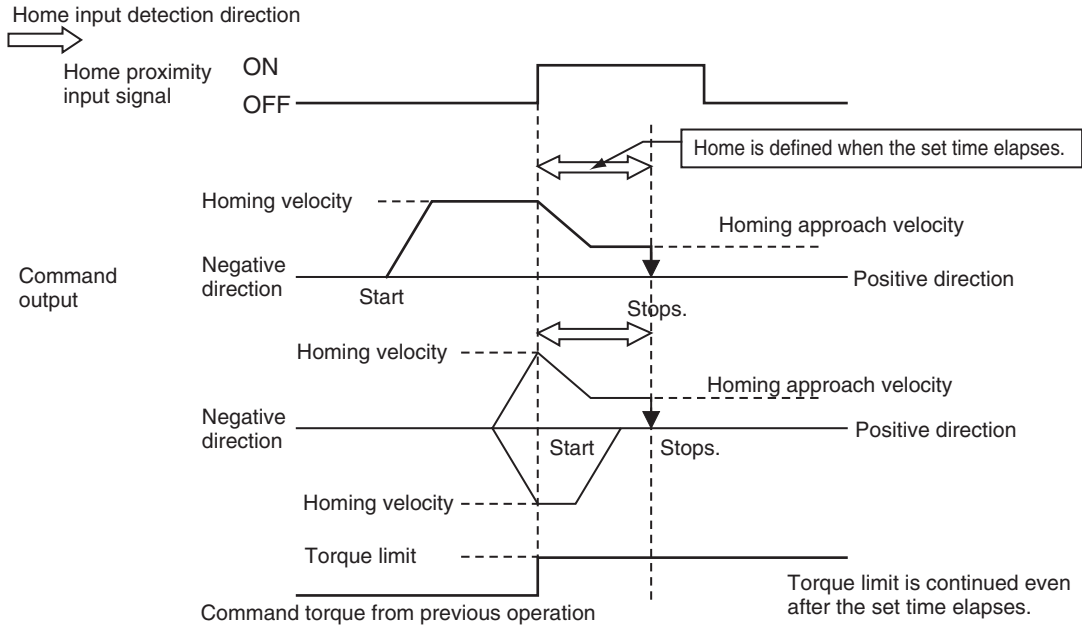 Home input detection direction
Home proximity
input signal
ON
OFF
Home is defined when the set time elapses.
Homing velocity
Homing approach velocity
Command
output
Negative
direction
Start
Positive direction
Stops.
Homing velocity
Homing approach velocity
Negative
direction
Start
Stops.
Positive direction
Homing velocity
Torque limit
Command torque from previous operation
Torque limit is continued even
after the set time elapses.